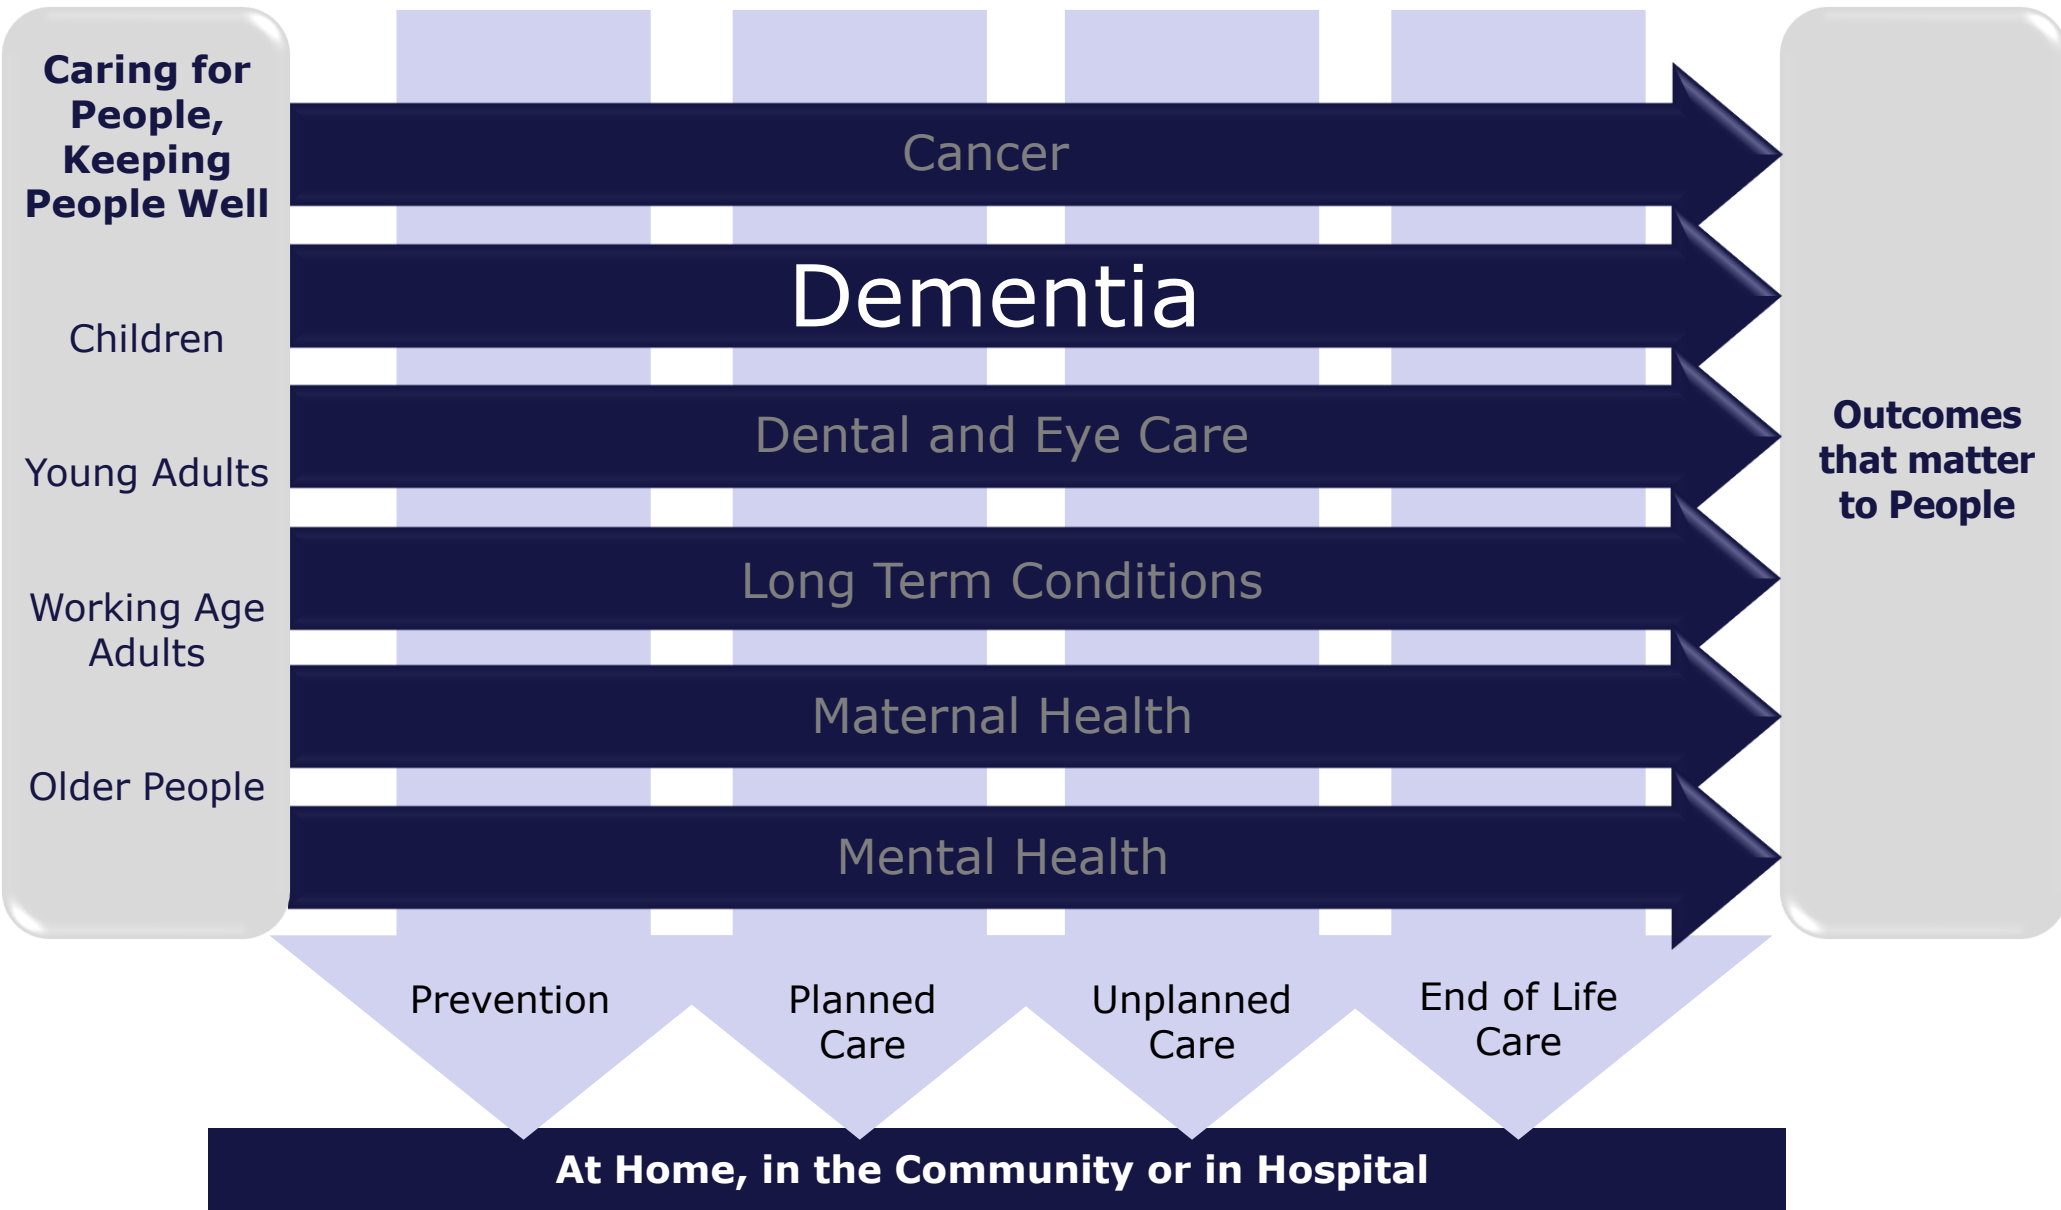 Caring for
People,
Keeping
People Well
Children
Young Adults
Working Age
Adults
Older People
Cancer
Dementia
Dental and Eye Care
Long Term Conditions
Maternal Health
Mental Health
Outcomes
that matter
to People
Prevention
Planned
Care
Unplanned
Care
End of Life
Care
At Home, in the Community or in Hospital